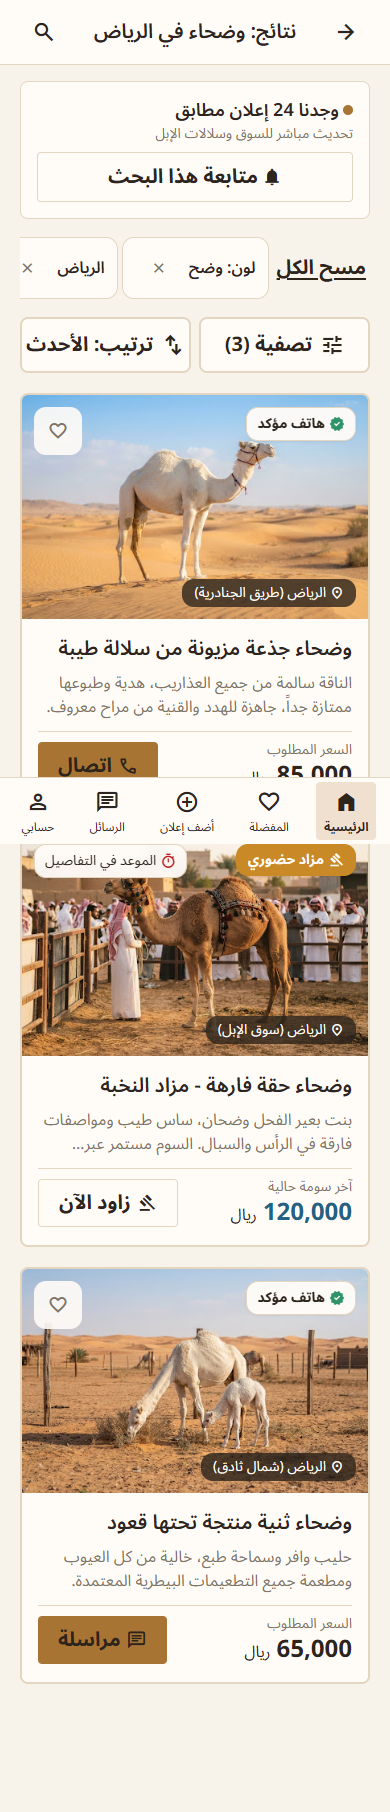 نتائج: وضحاء في الرياض
وجدنا 24 إعلان مطابق
تحديث مباشر للسوق وسلالات الإبل
متابعة هذا البحث
مسح الكل
لون: وضح
الرياض
تصفية (3)
ترتيب: الأحدث
هاتف مؤكد
الرياض (طريق الجنادرية)
وضحاء جذعة مزيونة من سلالة طيبة
الناقة سالمة من جميع العذاريب، هدية وطبوعها
ممتازة جداً، جاهزة للهدد والقنية من مراح معروف.
السعر المطلوب
85,000 ريال
اتصال
الرئيسية
المفضلة
أضف إعلان
الرسائل
حسابي
مزاد حضوري
الموعد في التفاصيل
الرياض (سوق الإبل)
وضحاء حقة فارهة - مزاد النخبة
بنت بعير الفحل وضحان، ساس طيب ومواصفات
فارقة في الرأس والسبال. السوم مستمر عبر...
آخر سومة حالية
120,000 ريال
زاود الآن
هاتف مؤكد
الرياض (شمال ثادق)
وضحاء ثنية منتجة تحتها قعود
حليب وافر وسماحة طبع، خالية من كل العيوب
ومطعمة جميع التطعيمات البيطرية المعتمدة.
السعر المطلوب
65,000 ريال
مراسلة